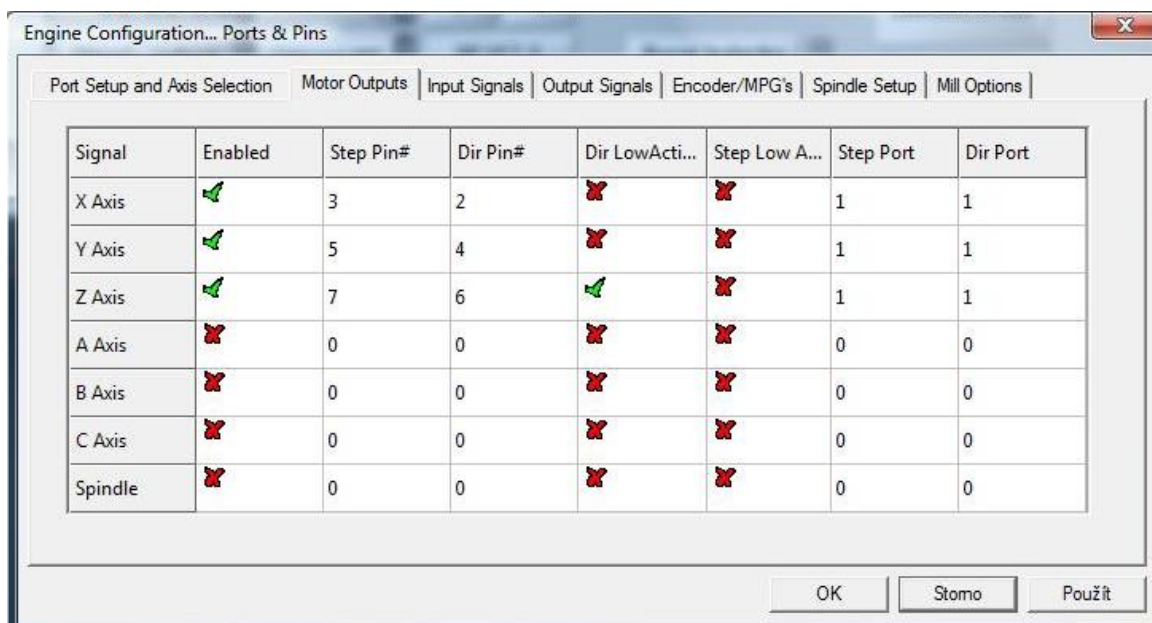 Engine Configuration... Ports & Pins
Port Setup and Axis Selection Motor Outputs Input Signals Output Signals Encoder/MPG's Spindle Setup Mill Options
Signal Enabled Step Pin# Dir Pin# Dir LowActi... Step Low A... Step Port Dir Port
X Axis 3 2 1 1
Y Axis 5 4 1 1
Z Axis 7 6 1 1
A Axis 0 0 0 0
B Axis 0 0 0 0
C Axis 0 0 0 0
Spindle 0 0 0 0
OK Storno Použít